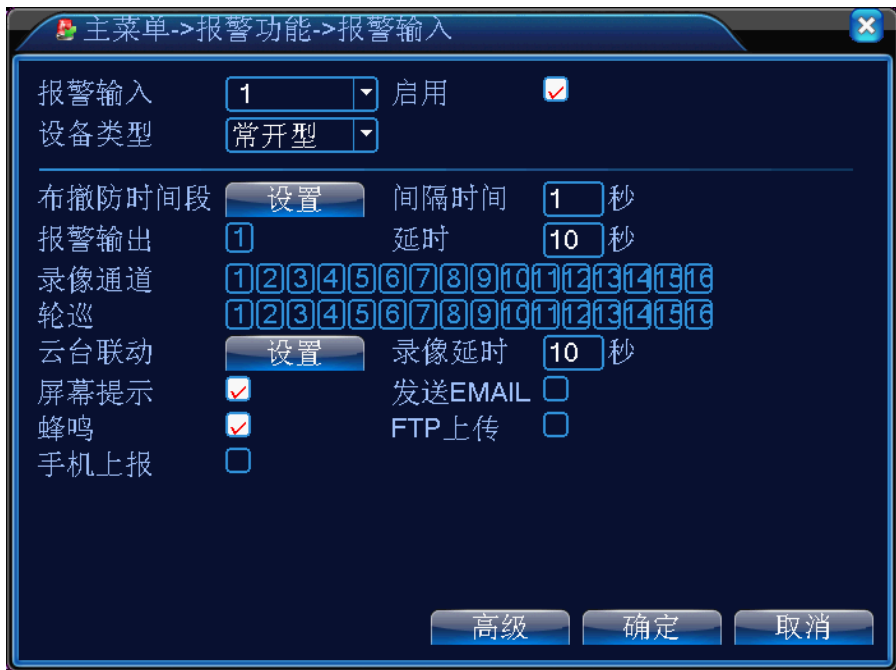 主菜单->报警功能->报警输入
报警输入 1 启用
设备类型 常开型
布撤防时间段 设置 间隔时间 1 秒
报警输出 1 延时 10 秒
录像通道 1 2 3 4 5 6 7 8 9 10 11 12 13 14 15 16
轮巡 1 2 3 4 5 6 7 8 9 10 11 12 13 14 15 16
云台联动 设置 录像延时 10 秒
屏幕提示 发送EMAIL
蜂鸣 FTP上传
手机上报
高级 确定 取消